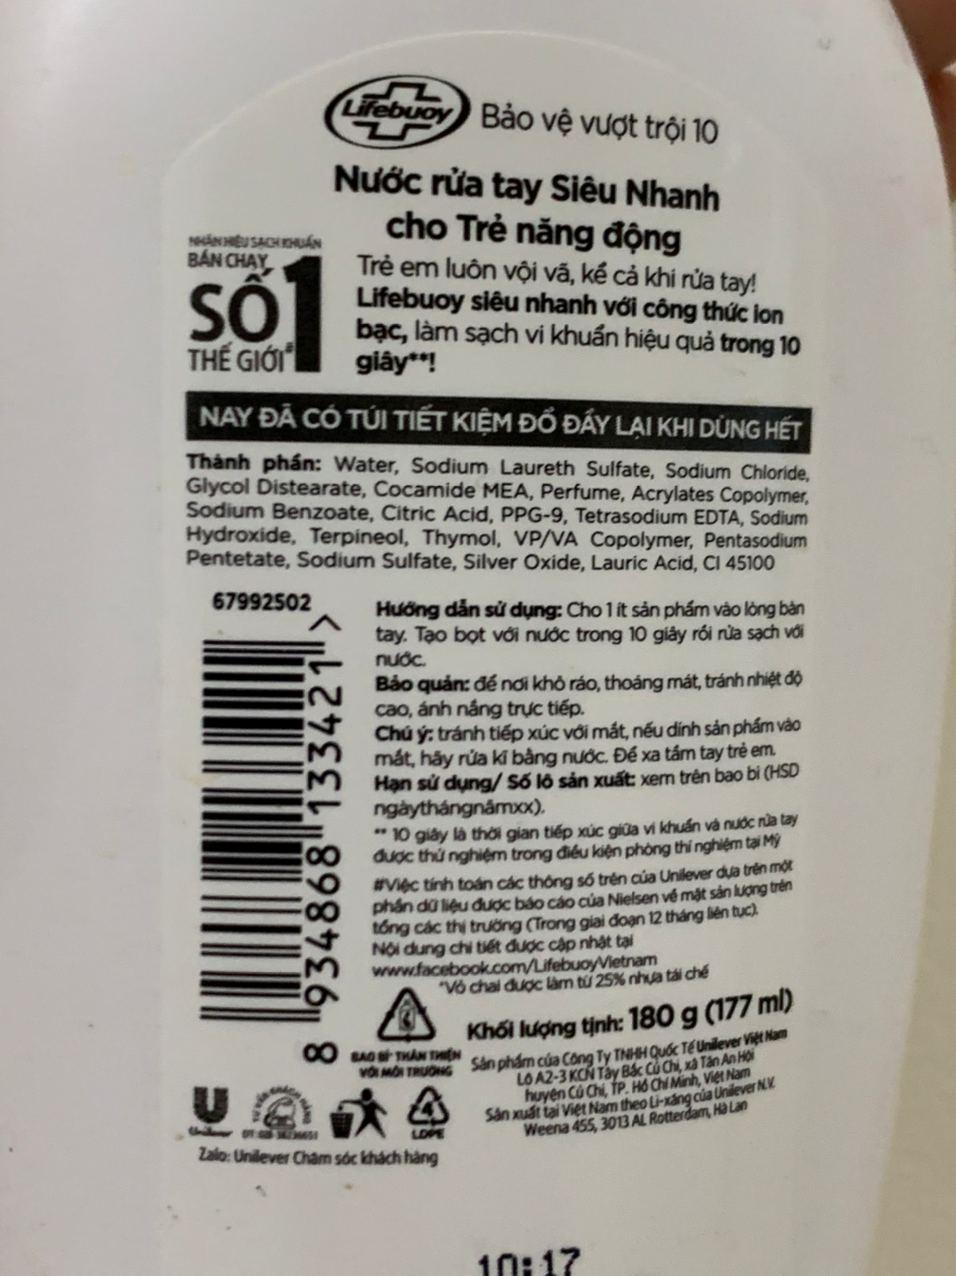 Lifebuoy Bảo vệ vượt trội 10
Nước rửa tay Siêu Nhanh
cho Trẻ năng động
NHÃN HIỆU SẠCH KHUẨN
BÁN CHẠY
SỐ 1
THẾ GIỚI#
Trẻ em luôn vội vã, kể cả khi rửa tay!
Lifebuoy siêu nhanh với công thức ion
bạc, làm sạch vi khuẩn hiệu quả trong 10
giây**!
NAY ĐÃ CÓ TÚI TIẾT KIỆM ĐỔ ĐẦY LẠI KHI DÙNG HẾT
Thành phần: Water, Sodium Laureth Sulfate, Sodium Chloride,
Glycol Distearate, Cocamide MEA, Perfume, Acrylates Copolymer,
Sodium Benzoate, Citric Acid, PPG-9, Tetrasodium EDTA, Sodium
Hydroxide, Terpineol, Thymol, VP/VA Copolymer, Pentasodium
Pentetate, Sodium Sulfate, Silver Oxide, Lauric Acid, CI 45100
67992502
8 934868 133421 >
Hướng dẫn sử dụng: Cho 1 ít sản phẩm vào lòng bàn
tay. Tạo bọt với nước trong 10 giây rồi rửa sạch với
nước.
Bảo quản: để nơi khô ráo, thoáng mát, tránh nhiệt độ
cao, ánh nắng trực tiếp.
Chú ý: tránh tiếp xúc với mắt, nếu dính sản phẩm vào
mắt, hãy rửa kĩ bằng nước. Để xa tầm tay trẻ em.
Hạn sử dụng/ Số lô sản xuất: xem trên bao bì (HSD
ngàythángnămxx).
** 10 giây là thời gian tiếp xúc giữa vi khuẩn và nước rửa tay
được thử nghiệm trong điều kiện phòng thí nghiệm tại Mỹ
#Việc tính toán các thông số trên của Unilever dựa trên một
phần dữ liệu được báo cáo của Nielsen về mặt sản lượng trên
tổng các thị trường (Trong giai đoạn 12 tháng liên tục).
Nội dung chi tiết được cập nhật tại
www.facebook.com/LifebuoyVietnam
*Vỏ chai được làm từ 25% nhựa tái chế
BAO BÌ THÂN THIỆN
VỚI MÔI TRƯỜNG
Khối lượng tịnh: 180 g (177 ml)
Sản phẩm của Công Ty TNHH Quốc Tế Unilever Việt Nam
Lô A2-3 KCN Tây Bắc Củ Chi, xã Tân An Hội
huyện Củ Chi, TP. Hồ Chí Minh, Việt Nam
Sản xuất tại Việt Nam theo Li-xăng của Unilever N.V.
Weena 455, 3013 AL Rotterdam, Hà Lan
Unilever
4
LDPE
Zalo: Unilever Chăm sóc khách hàng
10:17